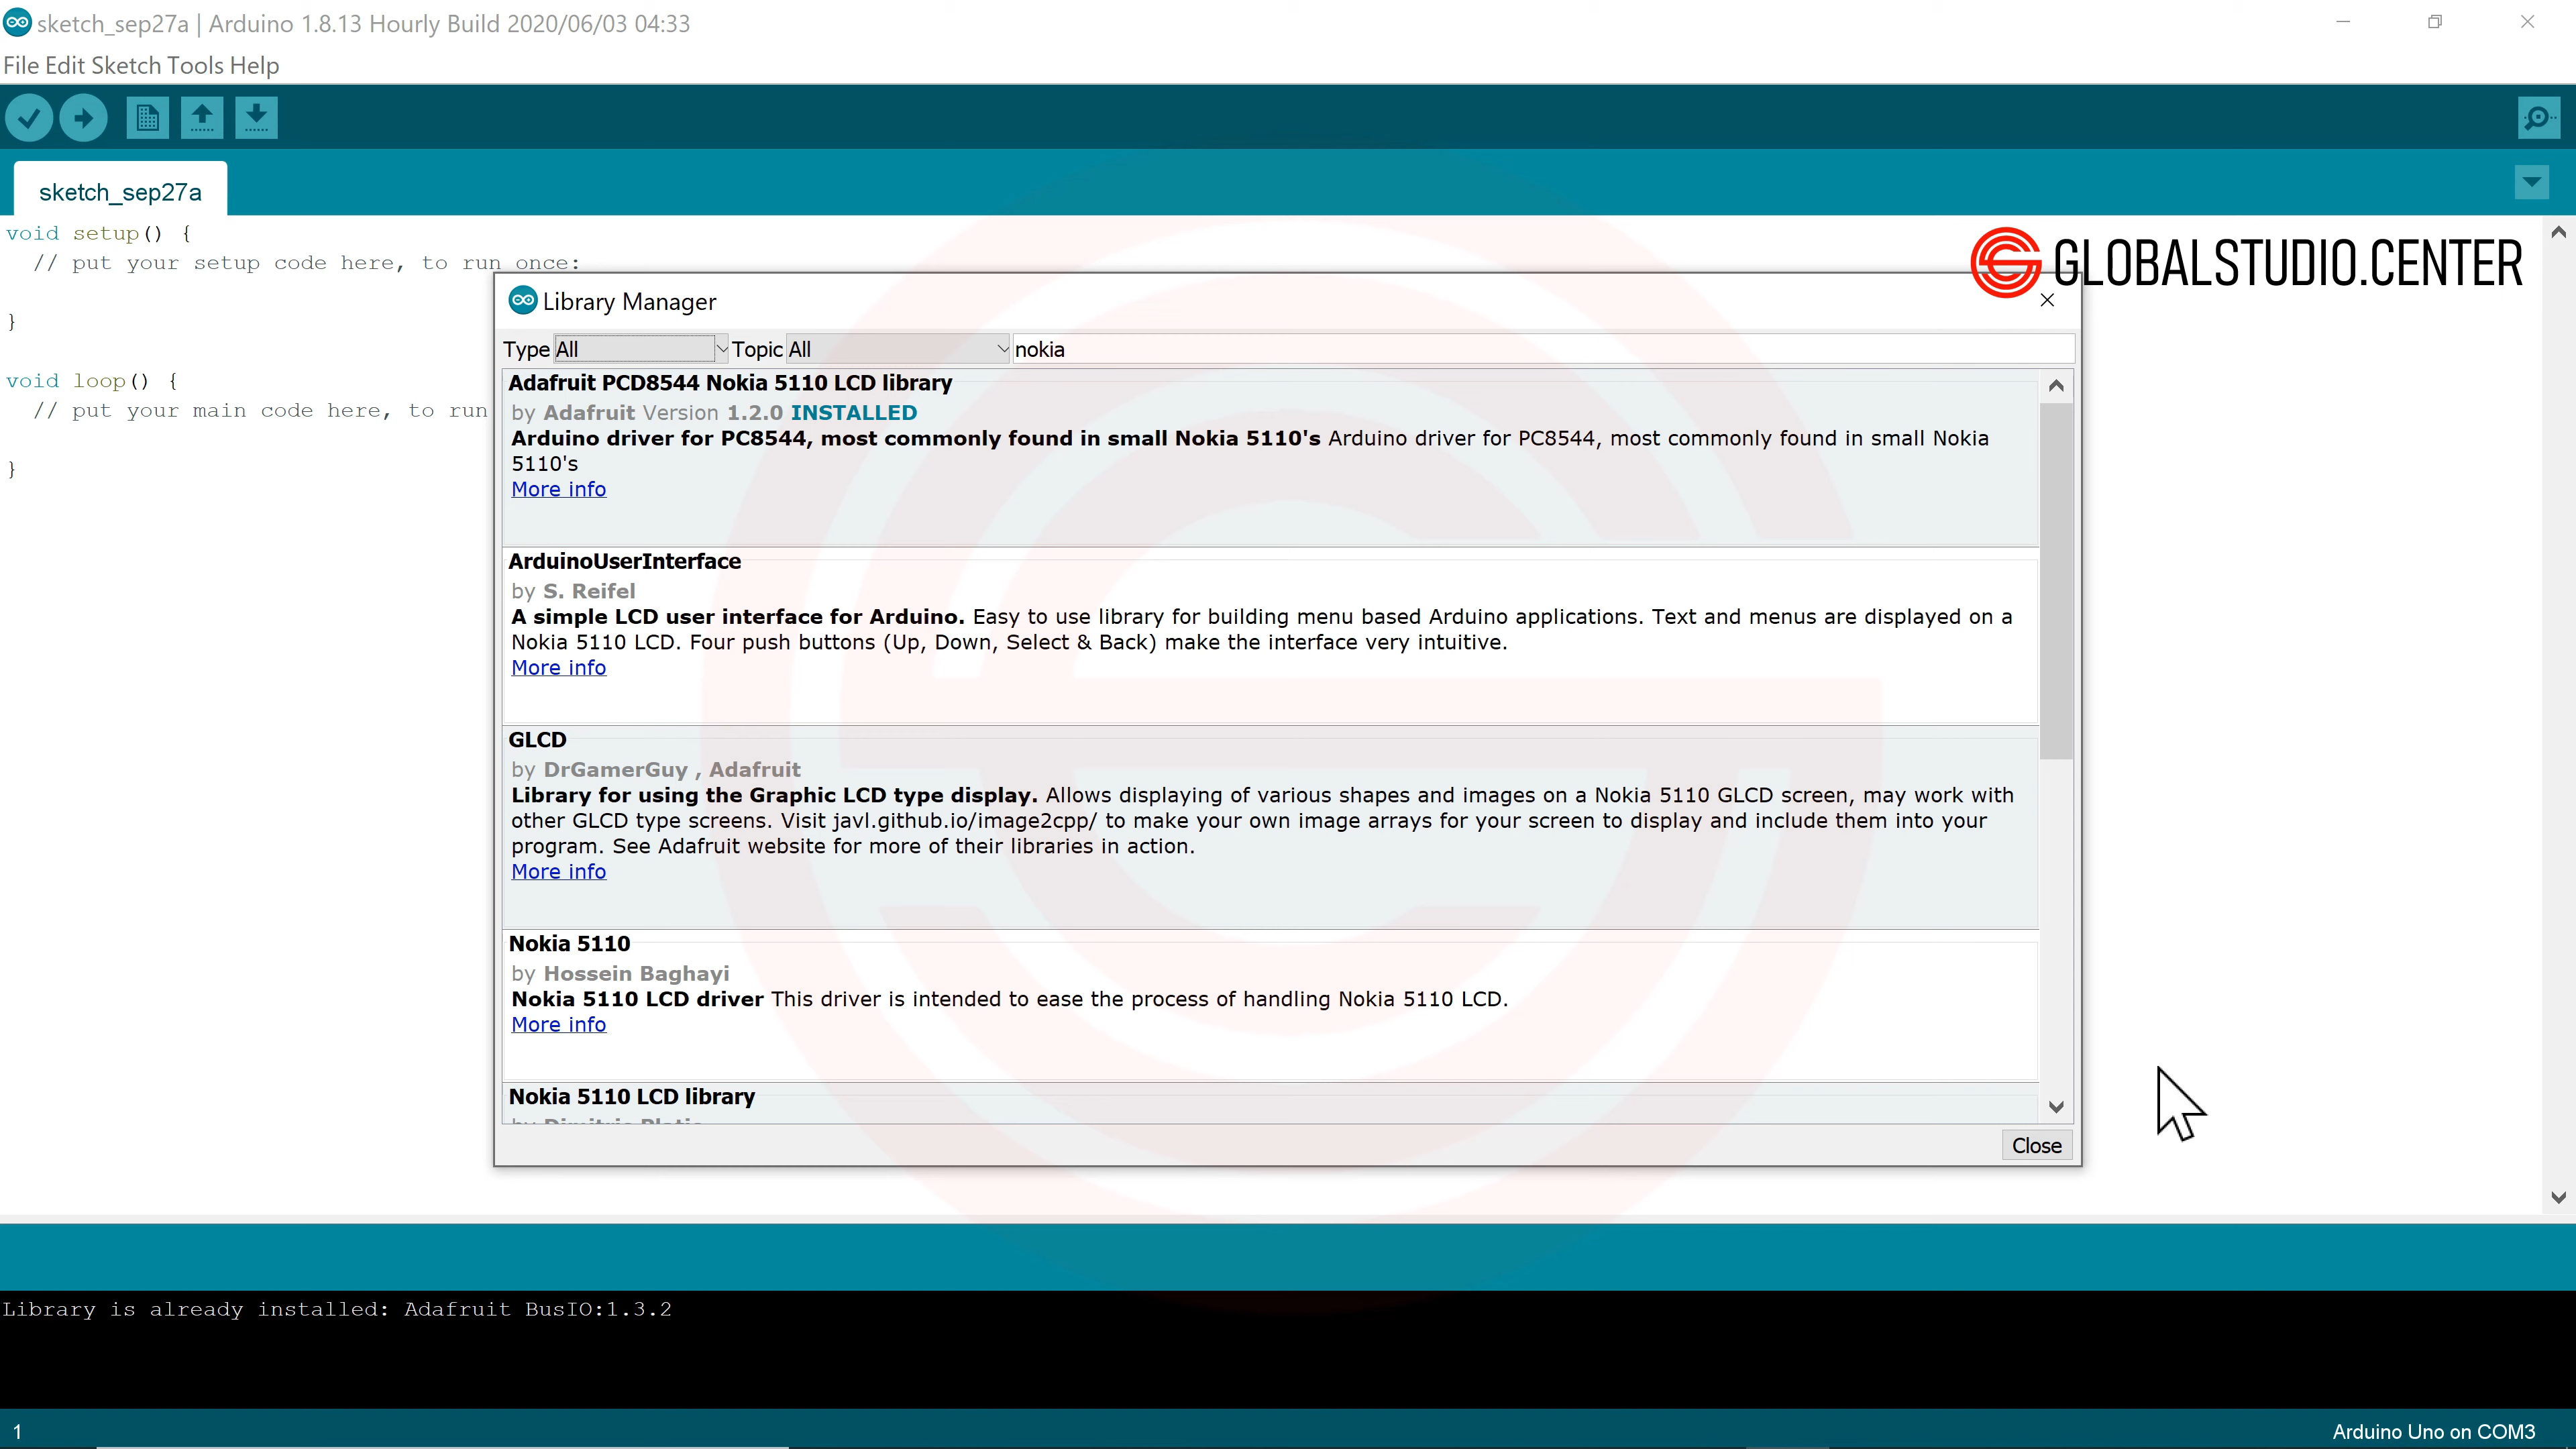 sketch_sep27a | Arduino 1.8.13 Hourly Build 2020/06/03 04:33
File Edit Sketch Tools Help
sketch_sep27a
void setup() {
// put your setup code here, to run once:
}
void loop() {
// put your main code here, to run
}
GLOBALSTUDIO.CENTER
Library Manager
Type All Topic All nokia
Adafruit PCD8544 Nokia 5110 LCD library
by Adafruit Version 1.2.0 INSTALLED
Arduino driver for PC8544, most commonly found in small Nokia 5110's Arduino driver for PC8544, most commonly found in small Nokia
5110's
More info
ArduinoUserInterface
by S. Reifel
A simple LCD user interface for Arduino. Easy to use library for building menu based Arduino applications. Text and menus are displayed on a
Nokia 5110 LCD. Four push buttons (Up, Down, Select & Back) make the interface very intuitive.
More info
GLCD
by DrGamerGuy , Adafruit
Library for using the Graphic LCD type display. Allows displaying of various shapes and images on a Nokia 5110 GLCD screen, may work with
other GLCD type screens. Visit javl.github.io/image2cpp/ to make your own image arrays for your screen to display and include them into your
program. See Adafruit website for more of their libraries in action.
More info
Nokia 5110
by Hossein Baghayi
Nokia 5110 LCD driver This driver is intended to ease the process of handling Nokia 5110 LCD.
More info
Nokia 5110 LCD library
Close
Library is already installed: Adafruit BusIO:1.3.2
1
Arduino Uno on COM3